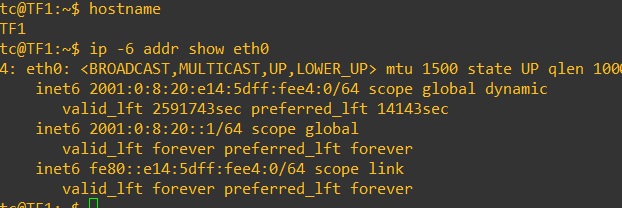 tc@TF1:~$ hostname
TF1
tc@TF1:~$ ip -6 addr show eth0
4: eth0: <BROADCAST,MULTICAST,UP,LOWER_UP> mtu 1500 state UP qlen 1000
inet6 2001:0:8:20:e14:5dff:fee4:0/64 scope global dynamic
valid_lft 2591743sec preferred_lft 14143sec
inet6 2001:0:8:20::1/64 scope global
valid_lft forever preferred_lft forever
inet6 fe80::e14:5dff:fee4:0/64 scope link
valid_lft forever preferred_lft forever
tc@TF1:~$